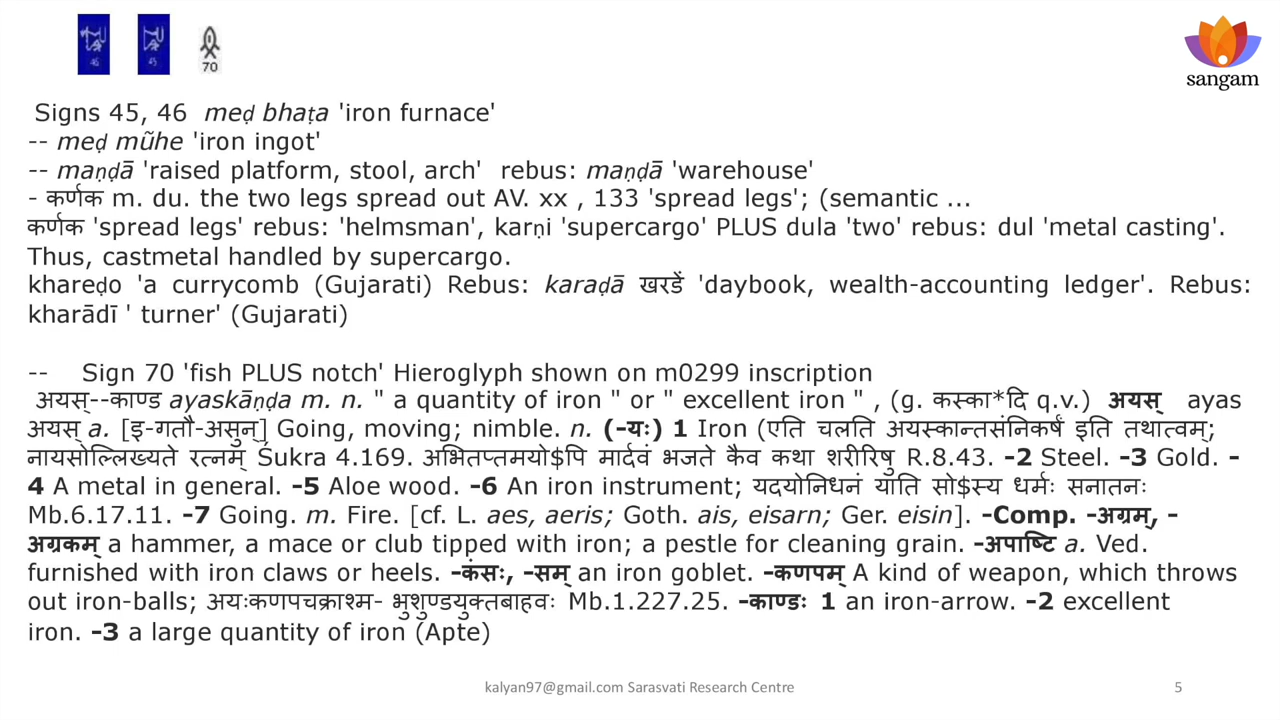 46 45 70
sangam
Signs 45, 46 meḍ bhaṭa 'iron furnace'
-- meḍ mũhe 'iron ingot'
-- maṇḍā 'raised platform, stool, arch' rebus: maṇḍā 'warehouse'
- कर्णक m. du. the two legs spread out AV. xx , 133 'spread legs'; (semantic ...
कर्णक 'spread legs' rebus: 'helmsman', karṇi 'supercargo' PLUS dula 'two' rebus: dul 'metal casting'.
Thus, castmetal handled by supercargo.
khareḍo 'a currycomb (Gujarati) Rebus: karaḍā खरडें 'daybook, wealth-accounting ledger'. Rebus:
kharādī ' turner' (Gujarati)
-- Sign 70 'fish PLUS notch' Hieroglyph shown on m0299 inscription
अयस्--काण्ड ayaskāṇḍa m. n. " a quantity of iron " or " excellent iron " , (g. कस्का*दि q.v.) अयस् ayas
अयस् a. [इ-गतौ-असुन्] Going, moving; nimble. n. (-यः) 1 Iron (एति चलति अयस्कान्तसंनिकर्षं इति तथात्वम्;
नायसोल्लिख्यते रत्नम् Śukra 4.169. अभितप्तमयो$पि मार्दवं भजते कैव कथा शरीरिषु R.8.43. -2 Steel. -3 Gold. -
4 A metal in general. -5 Aloe wood. -6 An iron instrument; यदयोनिधनं याति सो$स्य धर्मः सनातनः
Mb.6.17.11. -7 Going. m. Fire. [cf. L. aes, aeris; Goth. ais, eisarn; Ger. eisin]. -Comp. -अग्रम्, -
अग्रकम् a hammer, a mace or club tipped with iron; a pestle for cleaning grain. -अपाष्टि a. Ved.
furnished with iron claws or heels. -कंसः, -सम् an iron goblet. -कणपम् A kind of weapon, which throws
out iron-balls; अयःकणपचक्राश्म- भुशुण्डयुक्तबाहवः Mb.1.227.25. -काण्डः 1 an iron-arrow. -2 excellent
iron. -3 a large quantity of iron (Apte)
kalyan97@gmail.com Sarasvati Research Centre 5